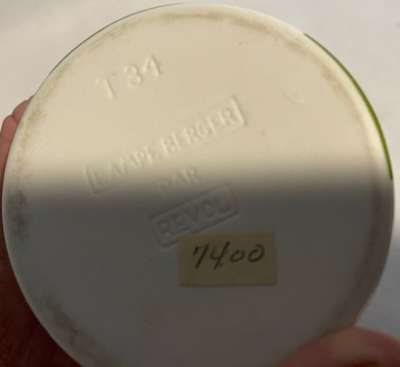 T 34
LAMPE BERGER
PAR
REVOL
7400